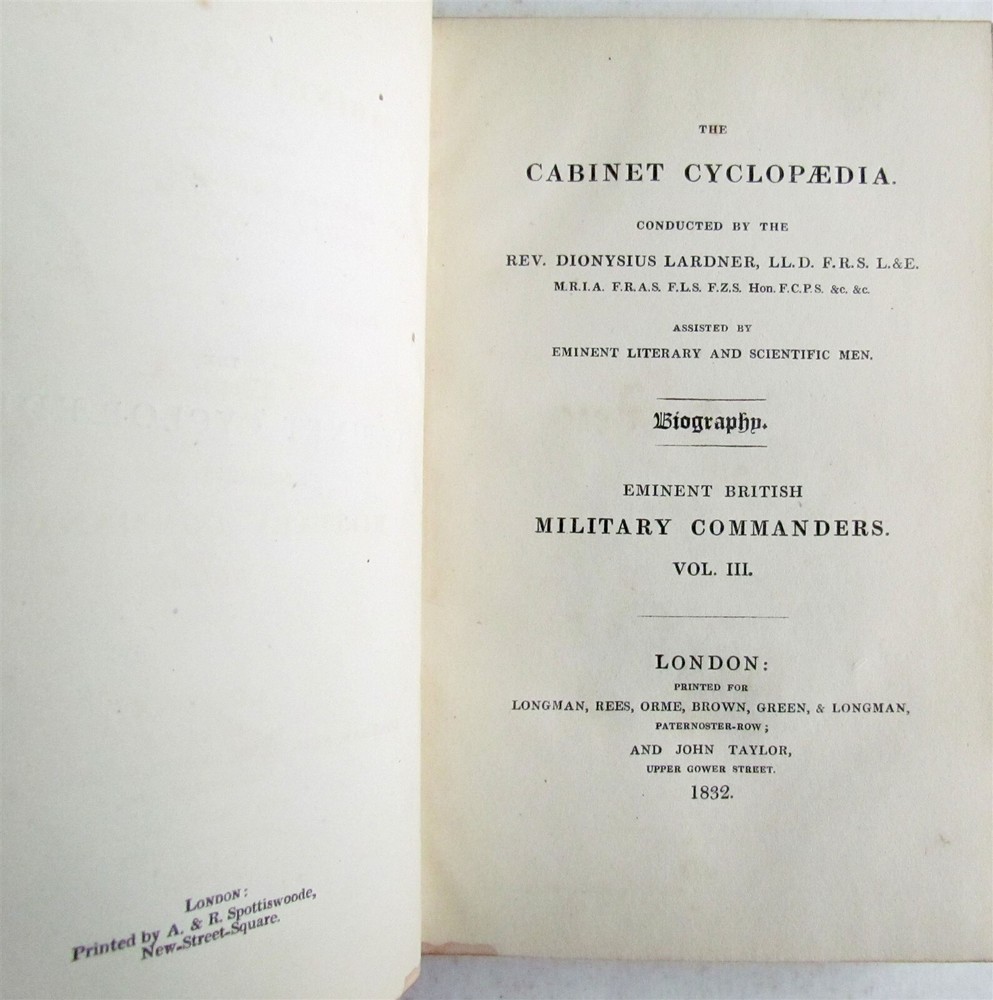 LONDON:
Printed by A. & R. Spottiswoode,
New-Street-Square.
THE
CABINET CYCLOPÆDIA.
CONDUCTED BY THE
REV. DIONYSIUS LARDNER, LL.D. F.R.S. L.&E.
M.R.I.A. F.R.A.S. F.L.S. F.Z.S. Hon. F.C.P.S. &c. &c.
ASSISTED BY
EMINENT LITERARY AND SCIENTIFIC MEN.
Biography.
EMINENT BRITISH
MILITARY COMMANDERS.
VOL. III.
LONDON:
PRINTED FOR
LONGMAN, REES, ORME, BROWN, GREEN, & LONGMAN,
PATERNOSTER-ROW;
AND JOHN TAYLOR,
UPPER GOWER STREET.
1832.